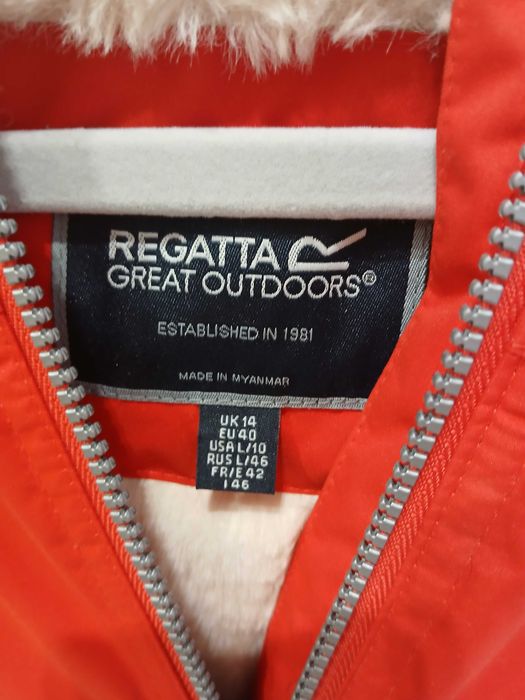 REGATTA
GREAT OUTDOORS®
ESTABLISHED IN 1981
MADE IN MYANMAR
UK 14
EU 40
USA L/10
RUS L/46
FR/E 42
I 46